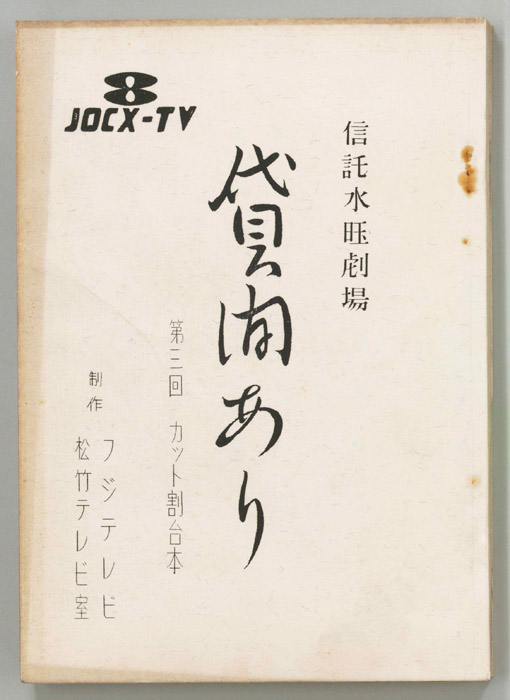 JOCX-TV
信託水曜劇場
貸間あり
第三回 カット割台本
制作
フジテレビ
松竹テレビ室